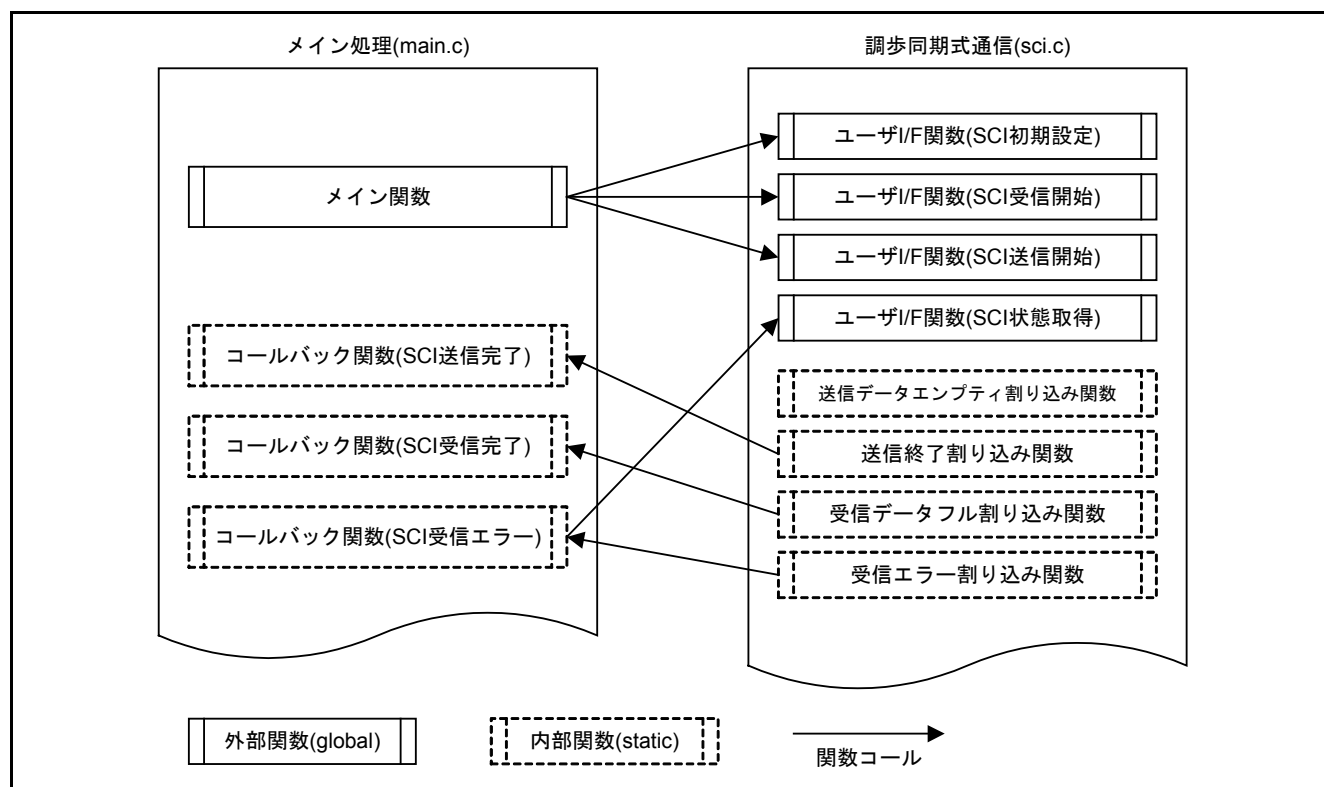 メイン処理(main.c)
メイン関数
コールバック関数(SCI送信完了)
コールバック関数(SCI受信完了)
コールバック関数(SCI受信エラー)
調歩同期式通信(sci.c)
ユーザI/F関数(SCI初期設定)
ユーザI/F関数(SCI受信開始)
ユーザI/F関数(SCI送信開始)
ユーザI/F関数(SCI状態取得)
送信データエンプティ割り込み関数
送信終了割り込み関数
受信データフル割り込み関数
受信エラー割り込み関数
外部関数(global)
内部関数(static)
関数コール